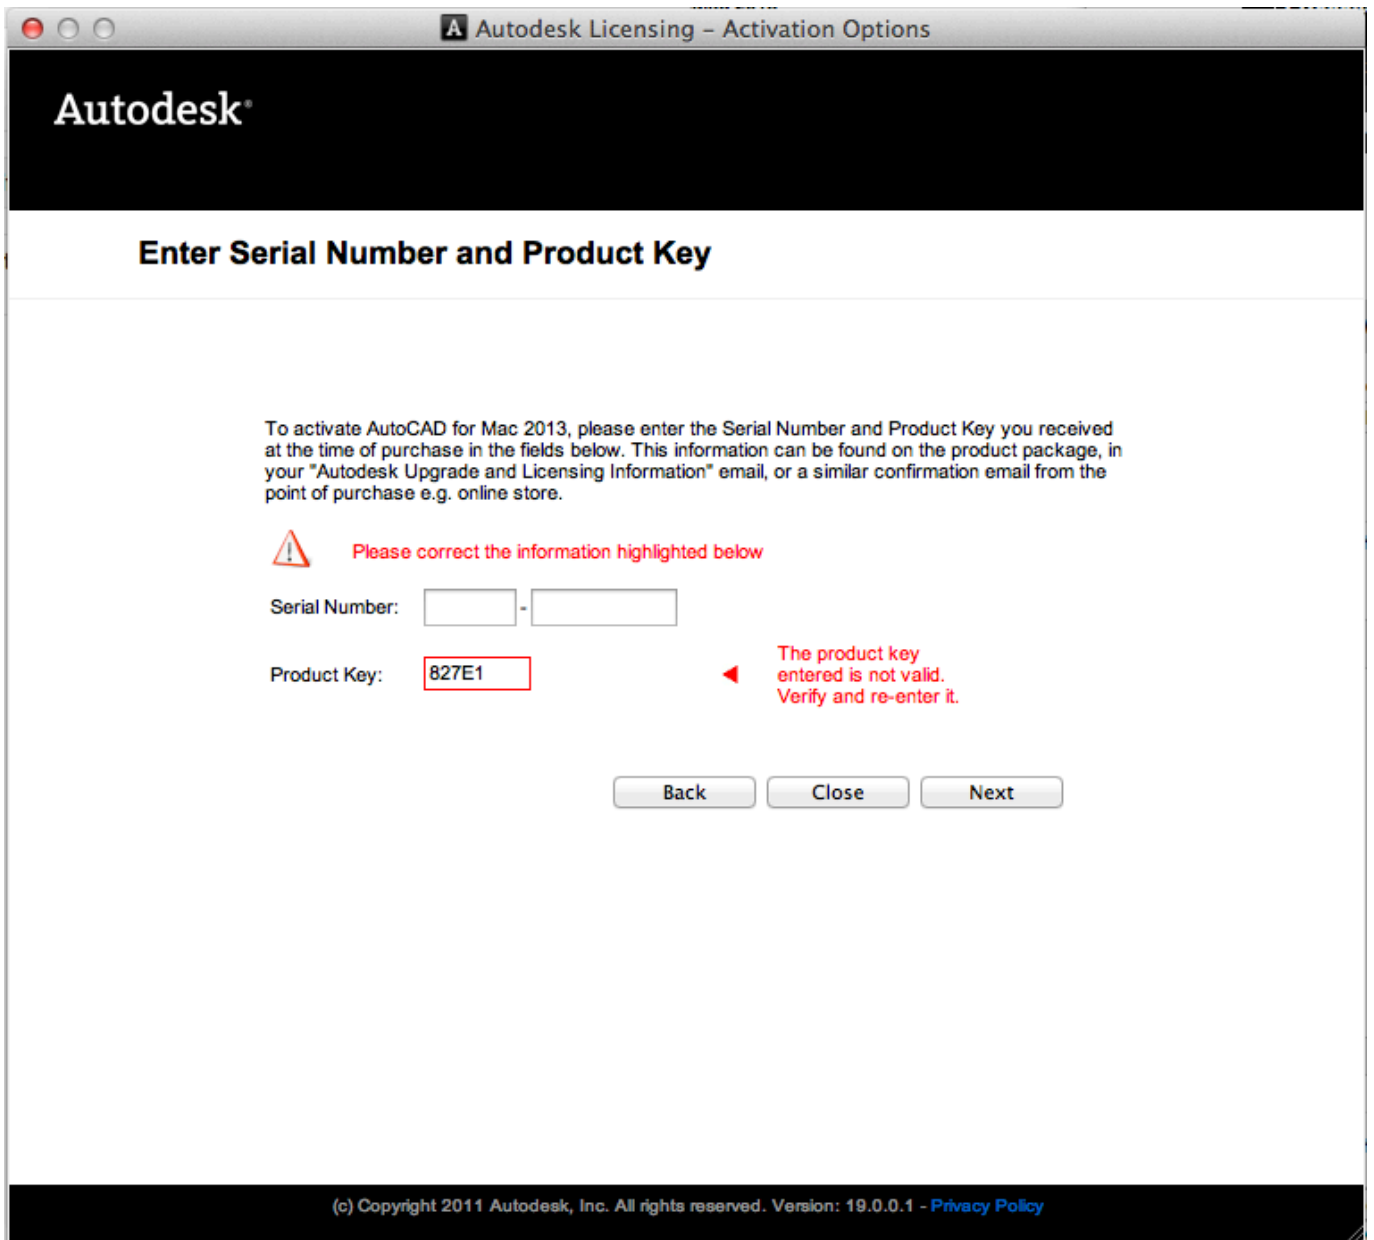 Autodesk Licensing – Activation Options
Autodesk®
Enter Serial Number and Product Key
To activate AutoCAD for Mac 2013, please enter the Serial Number and Product Key you received
at the time of purchase in the fields below. This information can be found on the product package, in
your "Autodesk Upgrade and Licensing Information" email, or a similar confirmation email from the
point of purchase e.g. online store.
Please correct the information highlighted below
Serial Number: -
Product Key: 827E1
The product key
entered is not valid.
Verify and re-enter it.
Back Close Next
(c) Copyright 2011 Autodesk, Inc. All rights reserved. Version: 19.0.0.1 - Privacy Policy